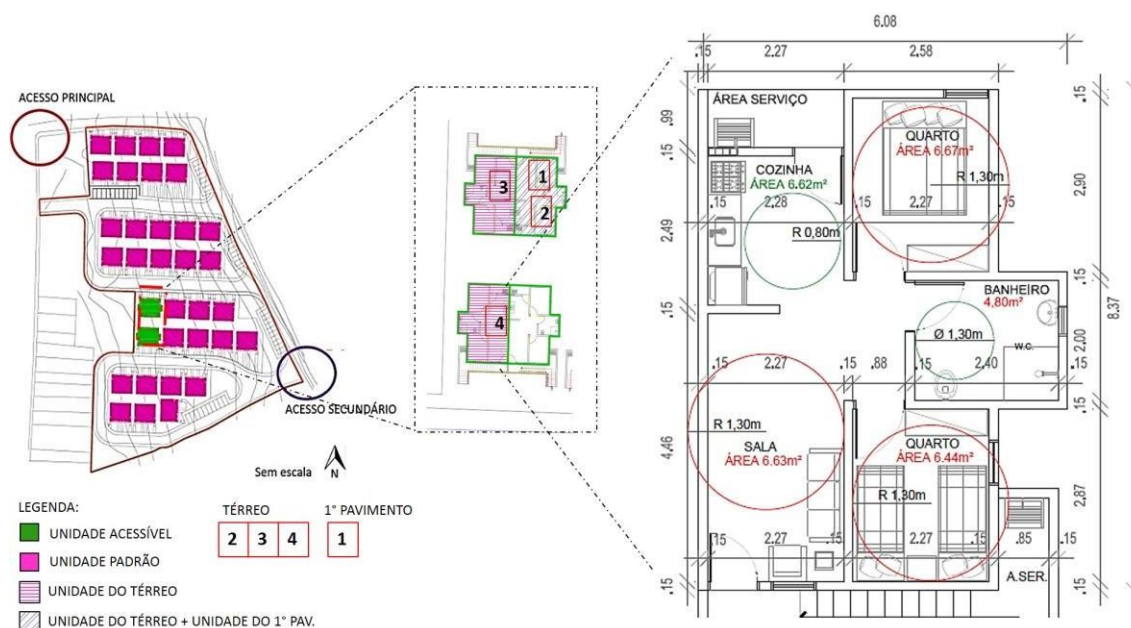 ACESSO PRINCIPAL
ACESSO SECUNDÁRIO
Sem escala
N
LEGENDA:
UNIDADE ACESSÍVEL
UNIDADE PADRÃO
UNIDADE DO TÉRREO
UNIDADE DO TÉRREO + UNIDADE DO 1° PAV.
TÉRREO
2 3 4
1° PAVIMENTO
1
3
1
2
4
6.08
.15 2.27 2.58
ÁREA SERVIÇO
.99
.15
COZINHA
ÁREA 6.62m²
.15 2.28
R 0,80m
2.49
.15
QUARTO
ÁREA 6.67m²
R 1,30m
.15 2.27 .15
.15
2.90
.15
BANHEIRO
4,80m²
Ø 1,30m
W.C.
.15 2.27 .15 .88 .15 2.40 .15
2.00
8.37
.15
R 1,30m
SALA
ÁREA 6.63m²
4.46
QUARTO
ÁREA 6.44m²
R 1,30m
2.87
.15 2.27 .15 2.27 .15 .85 .15
A.SER.
.15
.15